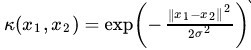 κ(x₁, x₂) = exp(− ‖x₁−x₂‖² / 2σ²)